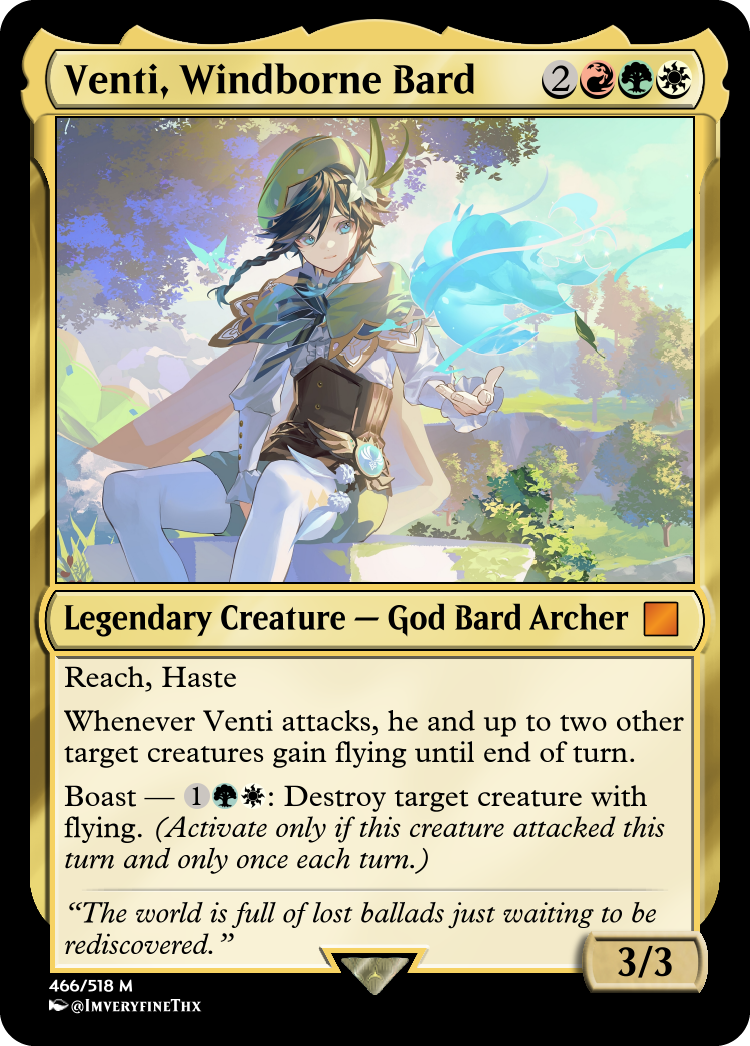 Venti, Windborne Bard 2
Legendary Creature — God Bard Archer
Reach, Haste
Whenever Venti attacks, he and up to two other
target creatures gain flying until end of turn.
Boast — 1 : Destroy target creature with
flying. (Activate only if this creature attacked this
turn and only once each turn.)
“The world is full of lost ballads just waiting to be
rediscovered.”
3/3
466/518 M
@ImveryfineThx